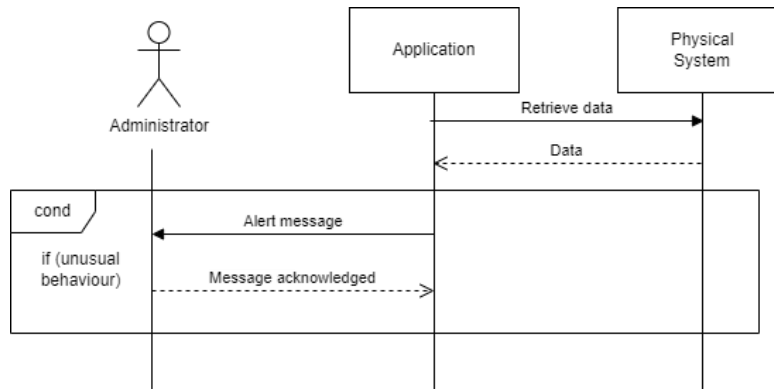 Application
Physical
System
Administrator
Retrieve data
Data
cond
Alert message
if (unusual
behaviour)
Message acknowledged